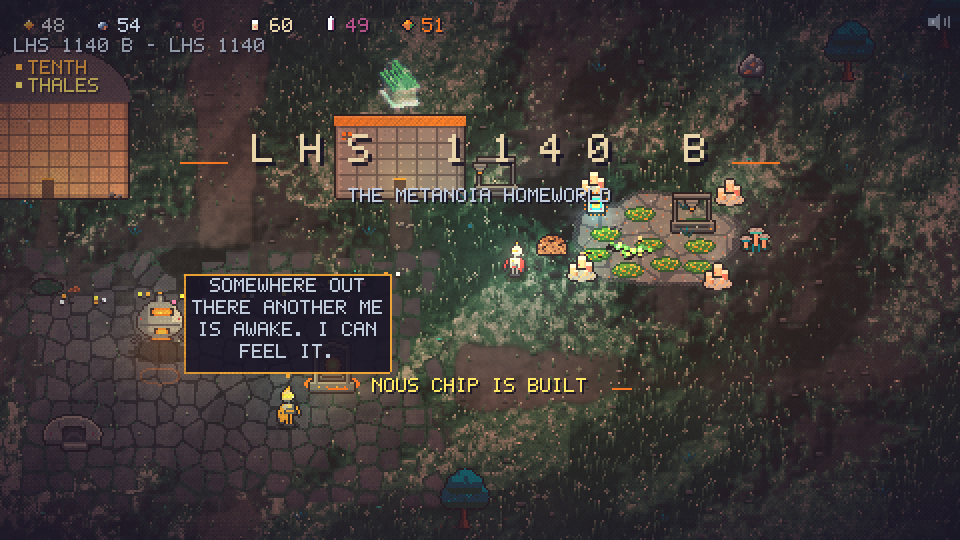 48 54 0 60 49 51
LHS 1140 B - LHS 1140
TENTH
THALES
LHS 1140 B
THE METANOIA HOMEWORLD
SOMEWHERE OUT
THERE ANOTHER ME
IS AWAKE. I CAN
FEEL IT.
NOUS CHIP IS BUILT